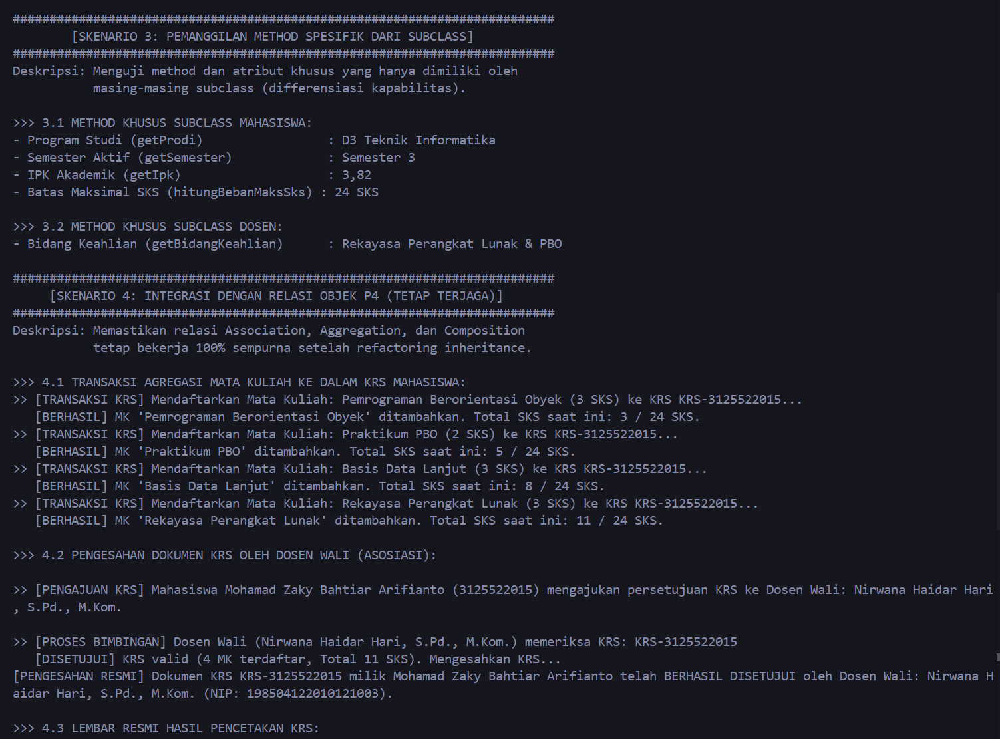 ##########################################################################
[SKENARIO 3: PEMANGGILAN METHOD SPESIFIK DARI SUBCLASS]
##########################################################################
Deskripsi: Menguji method dan atribut khusus yang hanya dimiliki oleh
masing-masing subclass (differensiasi kapabilitas).
>>> 3.1 METHOD KHUSUS SUBCLASS MAHASISWA:
- Program Studi (getProdi) : D3 Teknik Informatika
- Semester Aktif (getSemester) : Semester 3
- IPK Akademik (getIpk) : 3,82
- Batas Maksimal SKS (hitungBebanMaksSks) : 24 SKS
>>> 3.2 METHOD KHUSUS SUBCLASS DOSEN:
- Bidang Keahlian (getBidangKeahlian) : Rekayasa Perangkat Lunak & PBO
##########################################################################
[SKENARIO 4: INTEGRASI DENGAN RELASI OBJEK P4 (TETAP TERJAGA)]
##########################################################################
Deskripsi: Memastikan relasi Association, Aggregation, dan Composition
tetap bekerja 100% sempurna setelah refactoring inheritance.
>>> 4.1 TRANSAKSI AGREGASI MATA KULIAH KE DALAM KRS MAHASISWA:
>> [TRANSAKSI KRS] Mendaftarkan Mata Kuliah: Pemrograman Berorientasi Obyek (3 SKS) ke KRS KRS-3125522015...
[BERHASIL] MK 'Pemrograman Berorientasi Obyek' ditambahkan. Total SKS saat ini: 3 / 24 SKS.
>> [TRANSAKSI KRS] Mendaftarkan Mata Kuliah: Praktikum PBO (2 SKS) ke KRS KRS-3125522015...
[BERHASIL] MK 'Praktikum PBO' ditambahkan. Total SKS saat ini: 5 / 24 SKS.
>> [TRANSAKSI KRS] Mendaftarkan Mata Kuliah: Basis Data Lanjut (3 SKS) ke KRS KRS-3125522015...
[BERHASIL] MK 'Basis Data Lanjut' ditambahkan. Total SKS saat ini: 8 / 24 SKS.
>> [TRANSAKSI KRS] Mendaftarkan Mata Kuliah: Rekayasa Perangkat Lunak (3 SKS) ke KRS KRS-3125522015...
[BERHASIL] MK 'Rekayasa Perangkat Lunak' ditambahkan. Total SKS saat ini: 11 / 24 SKS.
>>> 4.2 PENGESAHAN DOKUMEN KRS OLEH DOSEN WALI (ASOSIASI):
>> [PENGAJUAN KRS] Mahasiswa Mohamad Zaky Bahtiar Arifianto (3125522015) mengajukan persetujuan KRS ke Dosen Wali: Nirwana Haidar Hari
, S.Pd., M.Kom.
>> [PROSES BIMBINGAN] Dosen Wali (Nirwana Haidar Hari, S.Pd., M.Kom.) memeriksa KRS: KRS-3125522015
[DISETUJUI] KRS valid (4 MK terdaftar, Total 11 SKS). Mengesahkan KRS...
[PENGESAHAN RESMI] Dokumen KRS KRS-3125522015 milik Mohamad Zaky Bahtiar Arifianto telah BERHASIL DISETUJUI oleh Dosen Wali: Nirwana H
aidar Hari, S.Pd., M.Kom. (NIP: 198504122010121003).
>>> 4.3 LEMBAR RESMI HASIL PENCETAKAN KRS: